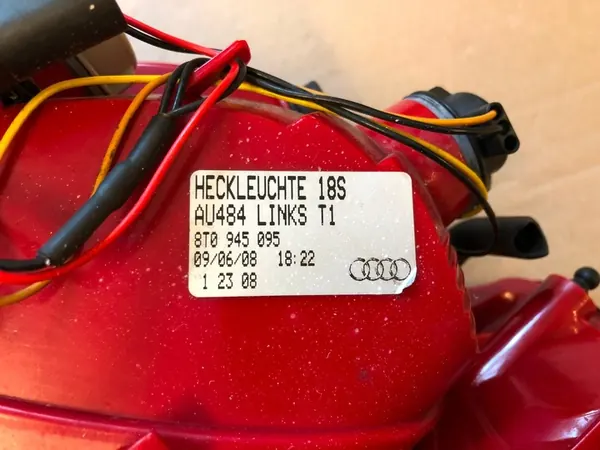 HECKLEUCHTE 18S
AU484 LINKS T1
8T0 945 095
09/06/08 18:22
1 23 08